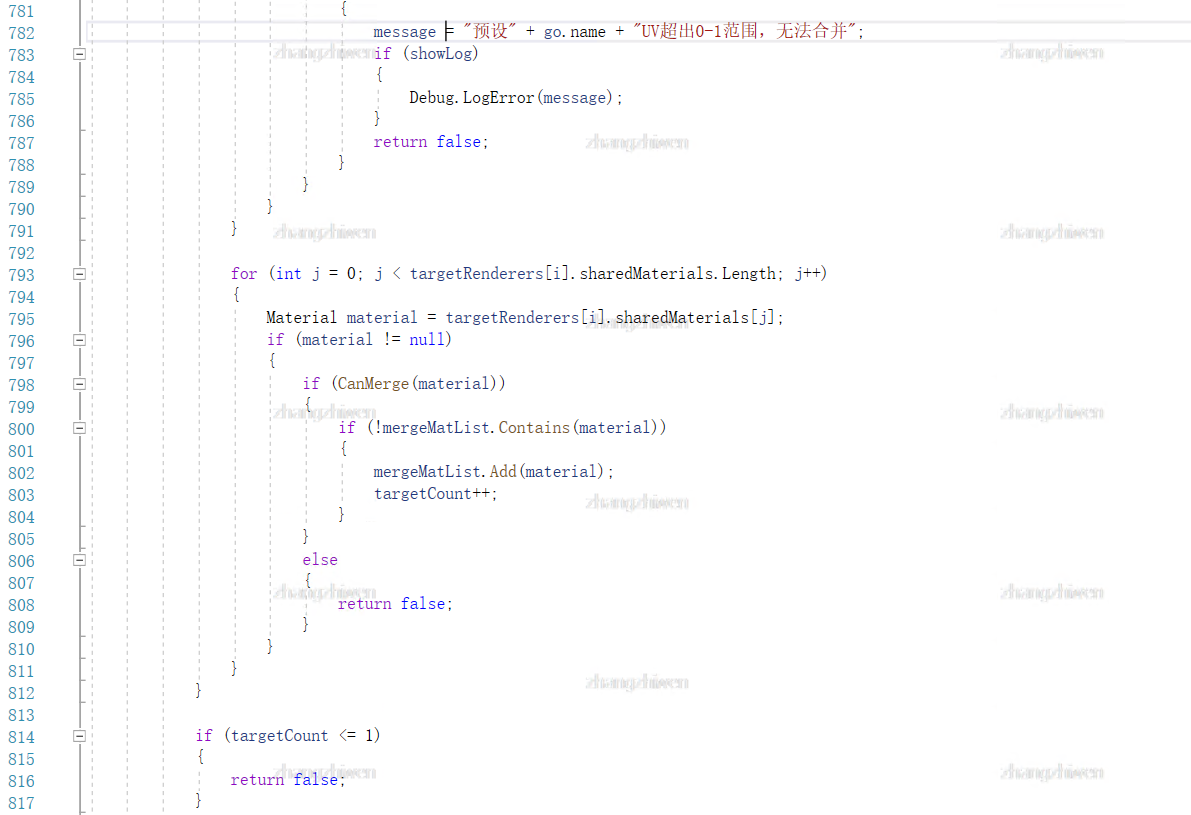 781 {
782 message = "预设" + go.name + "UV超出0-1范围，无法合并";
783 if (showLog)
784 {
785 Debug.LogError(message);
786 }
787 return false;
788 }
789 }
790 }
791 }
792
793 for (int j = 0; j < targetRenderers[i].sharedMaterials.Length; j++)
794 {
795 Material material = targetRenderers[i].sharedMaterials[j];
796 if (material != null)
797 {
798 if (CanMerge(material))
799 {
800 if (!mergeMatList.Contains(material))
801 {
802 mergeMatList.Add(material);
803 targetCount++;
804 }
805 }
806 else
807 {
808 return false;
809 }
810 }
811 }
812 }
813
814 if (targetCount <= 1)
815 {
816 return false;
817 }